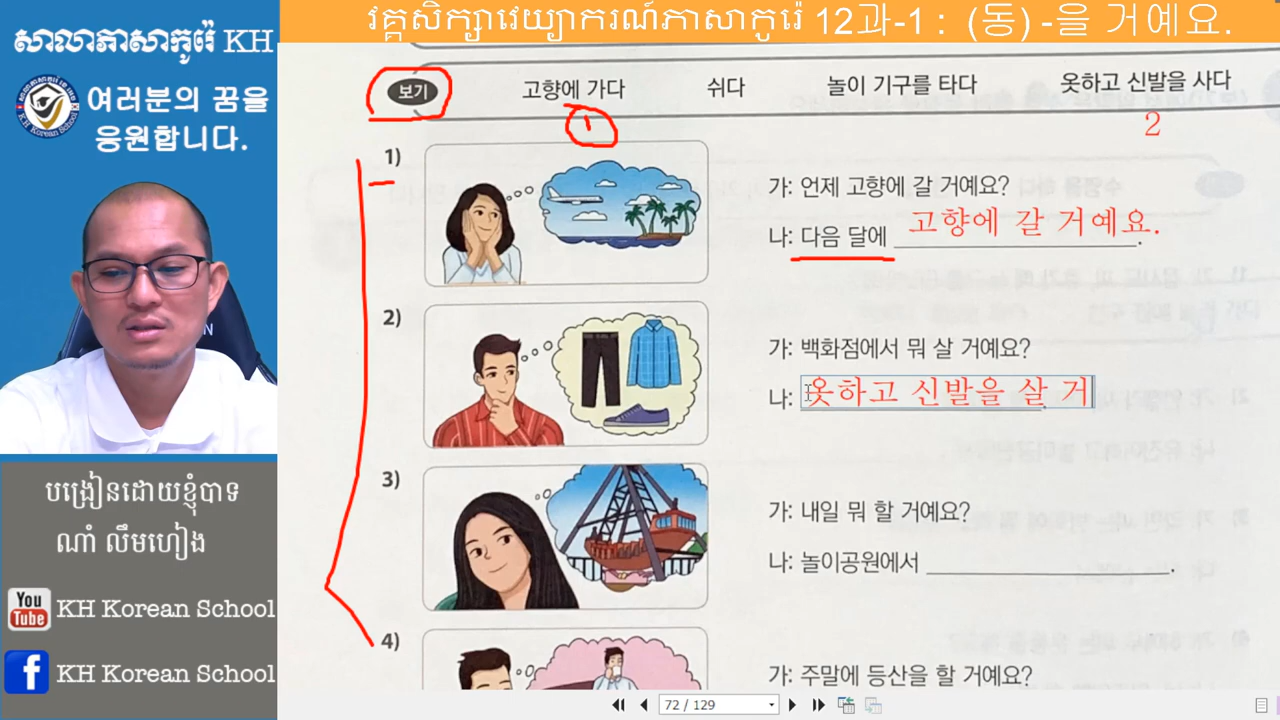 វគ្គសិក្សាវេយ្យាករណ៍ភាសាកូរ៉េ 12과-1 : (동) -을 거예요.
សាលាភាសាកូរ៉េ KH
여러분의 꿈을
응원합니다.
보기 고향에 가다 쉬다 놀이 기구를 타다 옷하고 신발을 사다
1 2
1)
가: 언제 고향에 갈 거예요?
나: 다음 달에 고향에 갈 거예요.
2)
가: 백화점에서 뭐 살 거예요?
나: 옷하고 신발을 살 거
3)
가: 내일 뭐 할 거예요?
나: 놀이공원에서 .
4)
가: 주말에 등산을 할 거예요?
បង្រៀនដោយខ្ញុំបាទ
ណាំ លឹមហៀង
You Tube KH Korean School
f KH Korean School
72 / 129